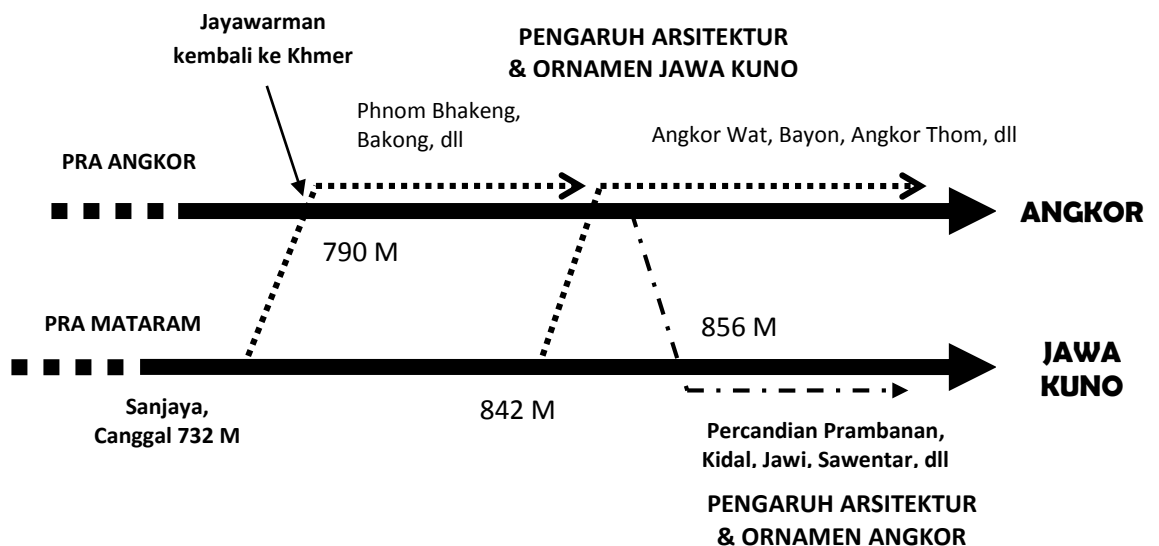 Jayawarman
kembali ke Khmer
PENGARUH ARSITEKTUR
& ORNAMEN JAWA KUNO
Phnom Bhakeng,
Bakong, dll
Angkor Wat, Bayon, Angkor Thom, dll
PRA ANGKOR
ANGKOR
790 M
PRA MATARAM
856 M
JAWA
KUNO
Sanjaya,
Canggal 732 M
842 M
Percandian Prambanan,
Kidal, Jawi, Sawentar, dll
PENGARUH ARSITEKTUR
& ORNAMEN ANGKOR